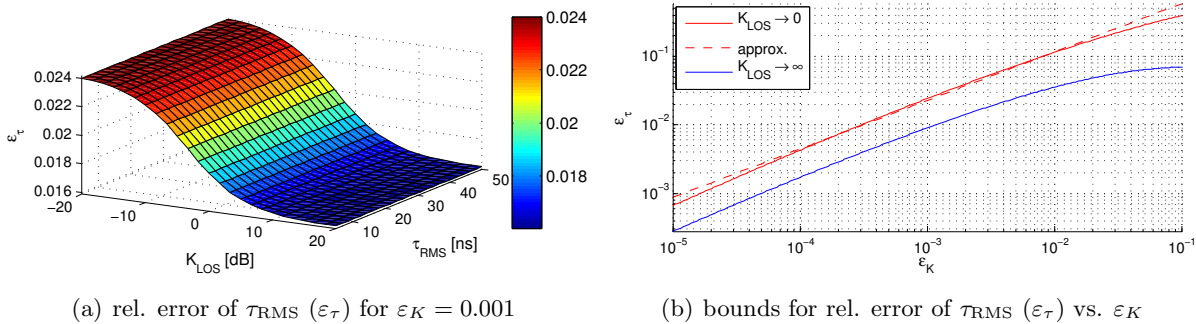 0.024
0.022
0.02
0.018
0.016
ε_τ
−20
−10
0
10
20
K_LOS [dB]
10
20
30
40
50
τ_RMS [ns]
0.024
0.022
0.02
0.018
(a) rel. error of τ_RMS (ε_τ) for ε_K = 0.001
K_LOS → 0
approx.
K_LOS → ∞
10^−1
10^−2
10^−3
ε_τ
10^−5
10^−4
10^−3
10^−2
10^−1
ε_K
(b) bounds for rel. error of τ_RMS (ε_τ) vs. ε_K